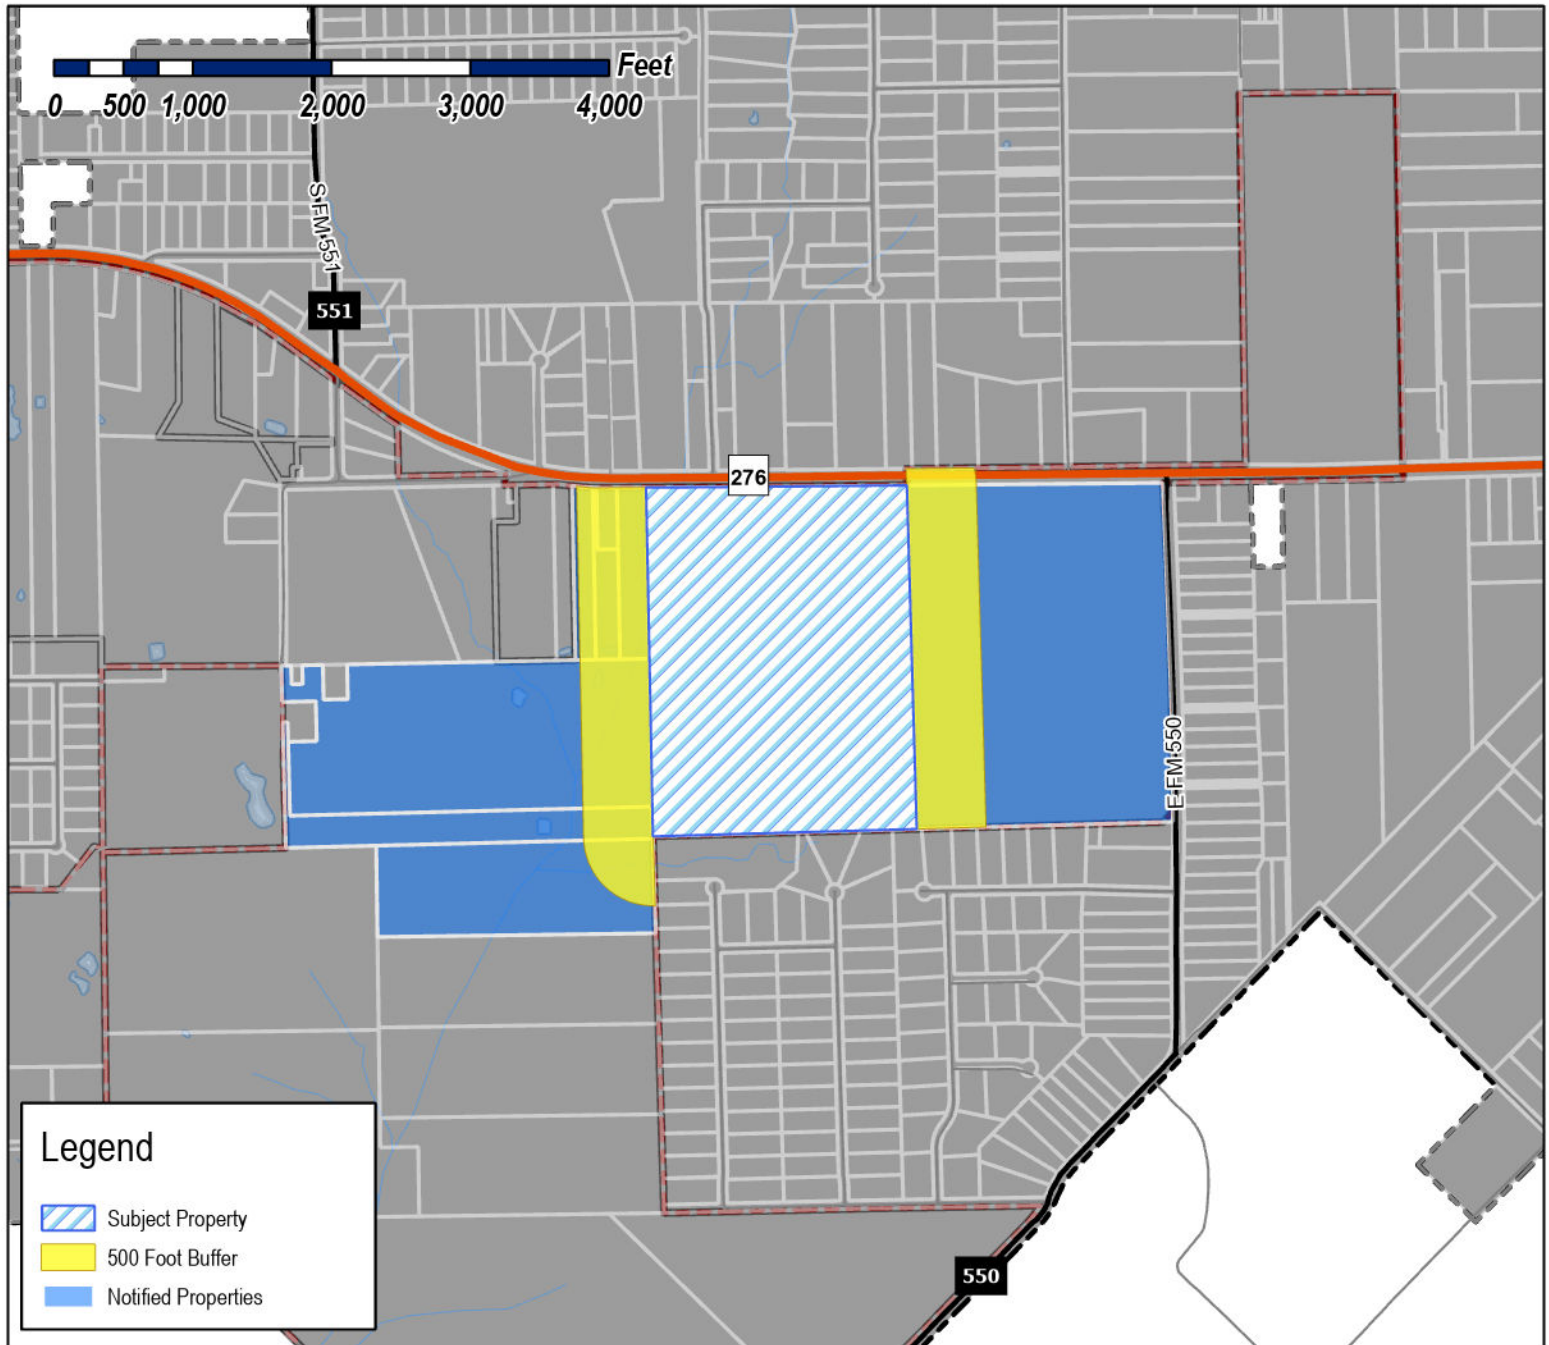 Feet
0 500 1,000 2,000 3,000 4,000
S FM 551
551
276
E FM 550
Legend
Subject Property
500 Foot Buffer
Notified Properties
550